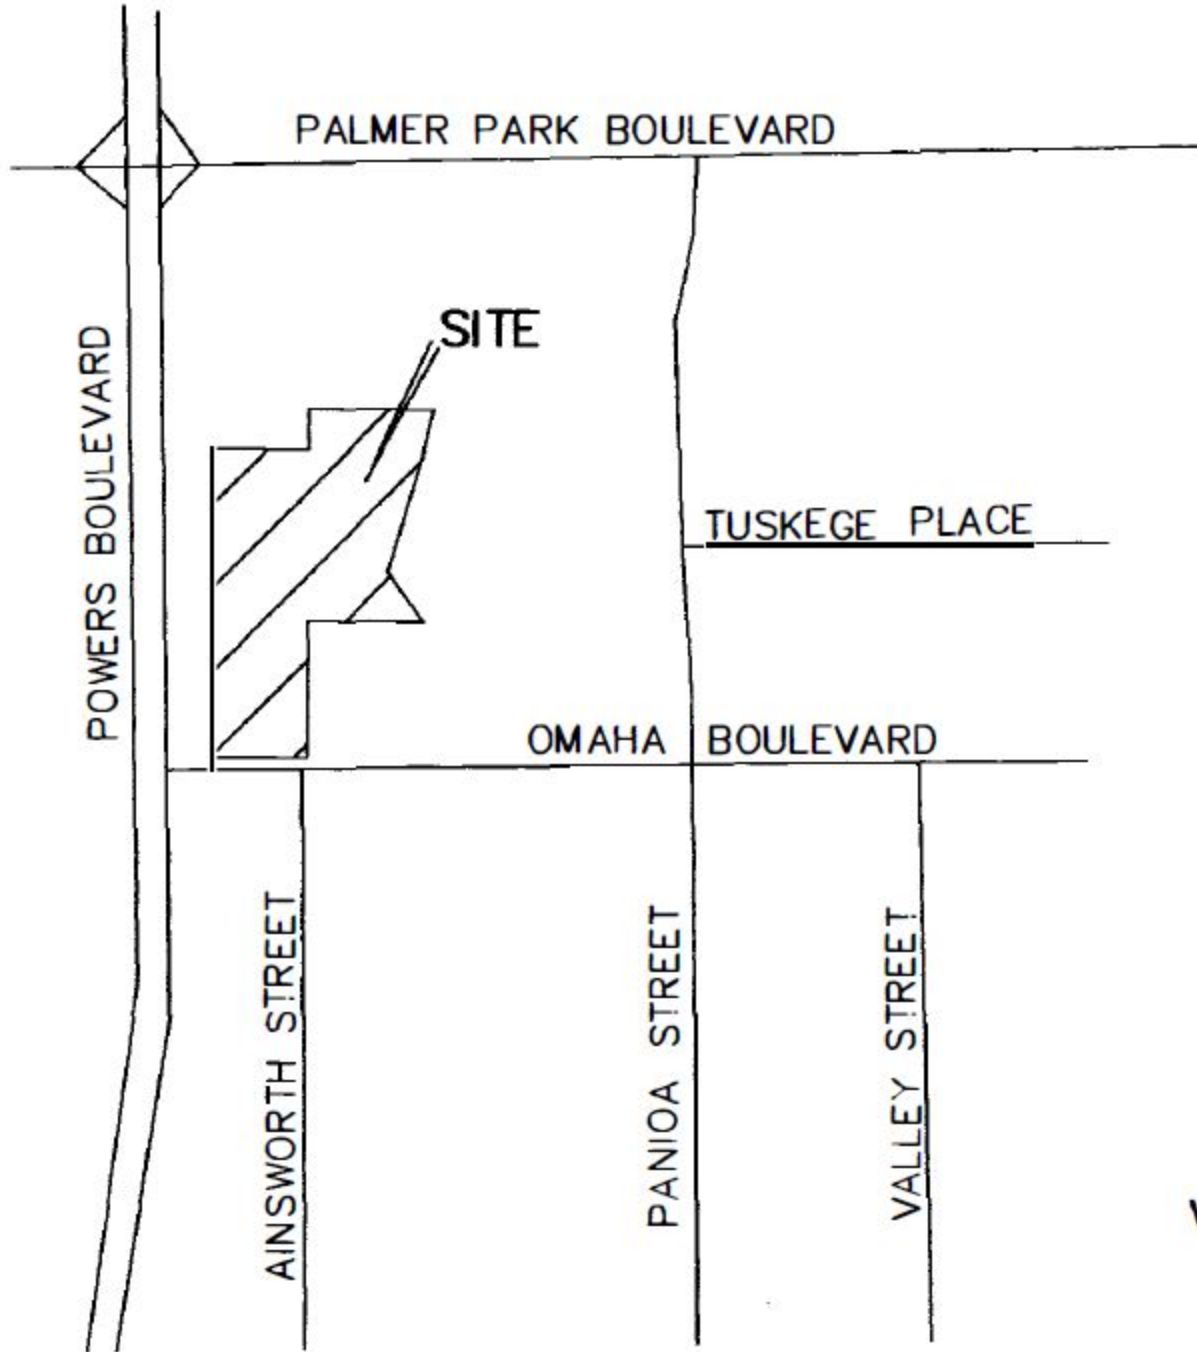 PALMER PARK BOULEVARD
SITE
POWERS BOULEVARD
TUSKEGE PLACE
OMAHA BOULEVARD
AINSWORTH STREET
PANIOA STREET
VALLEY STREET